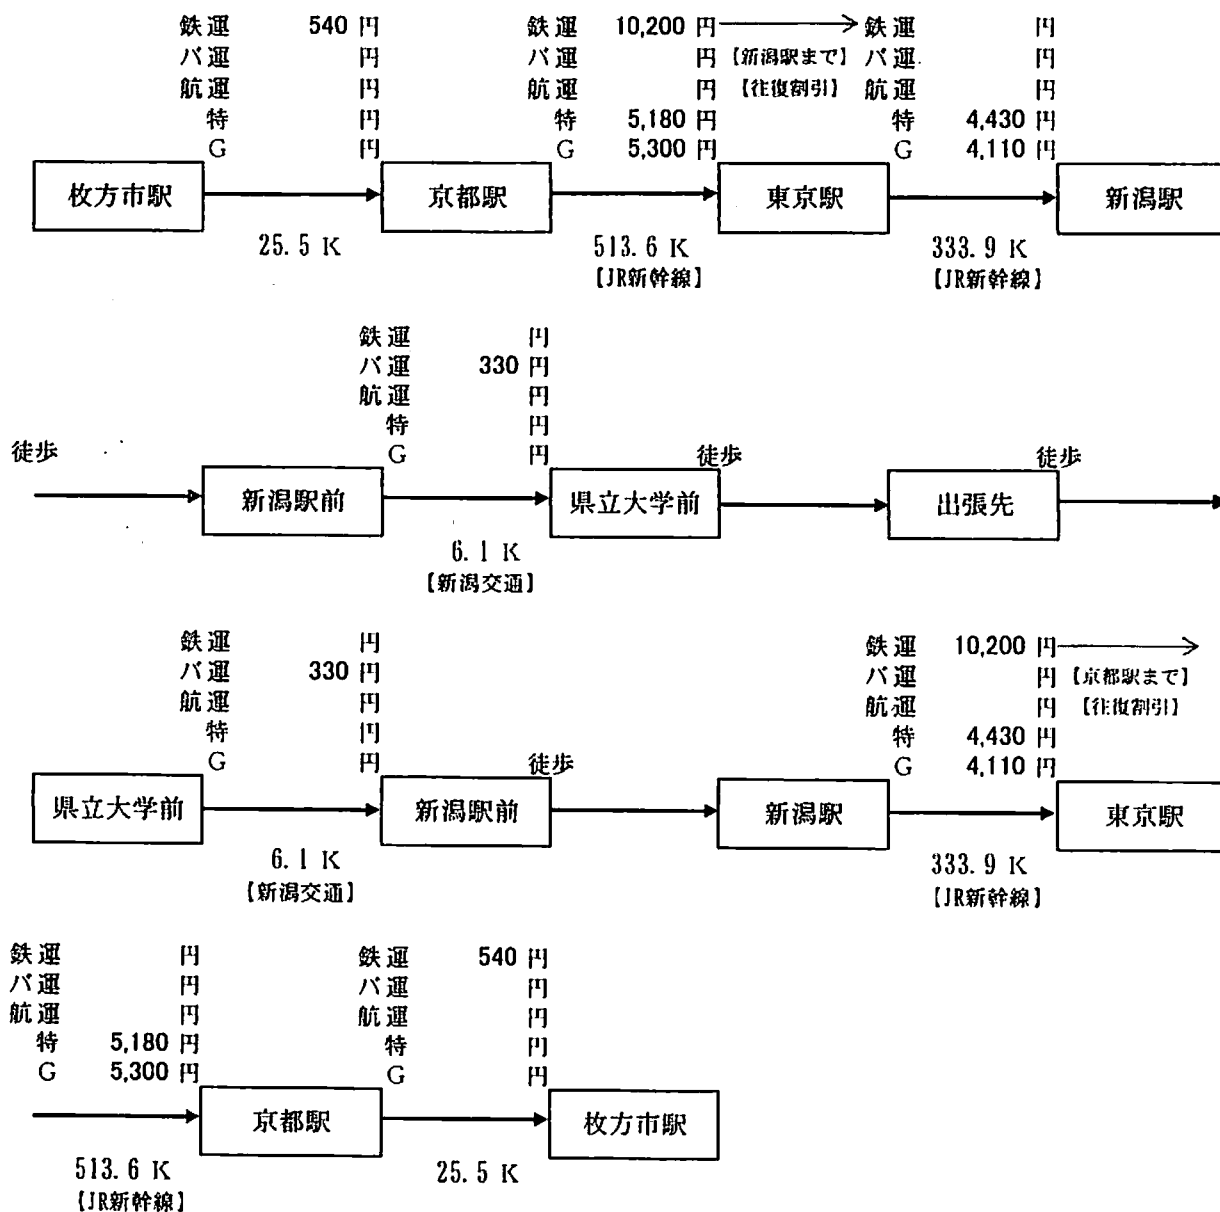 鉄運 540 円 鉄運 10,200 円 鉄運 円
バ運 円 バ運 円 【新潟駅まで】 バ運 円
航運 円 航運 円 【往復割引】 航運 円
特 円 特 5,180 円 特 4,430 円
G 円 G 5,300 円 G 4,110 円
枚方市駅 京都駅 東京駅 新潟駅
25.5 K 513.6 K 333.9 K
【JR新幹線】 【JR新幹線】
鉄運 円
バ運 330 円
航運 円
特 円
徒歩 G 円 徒歩 徒歩
新潟駅前 県立大学前 出張先
6.1 K
【新潟交通】
鉄運 円 鉄運 10,200 円
バ運 330 円 バ運 円 【京都駅まで】
航運 円 航運 円 【往復割引】
特 円 特 4,430 円
G 円 徒歩 G 4,110 円
県立大学前 新潟駅前 新潟駅 東京駅
6.1 K 333.9 K
【新潟交通】 【JR新幹線】
鉄運 円 鉄運 540 円
バ運 円 バ運 円
航運 円 航運 円
特 5,180 円 特 円
G 5,300 円 G 円
京都駅 枚方市駅
513.6 K 25.5 K
【JR新幹線】